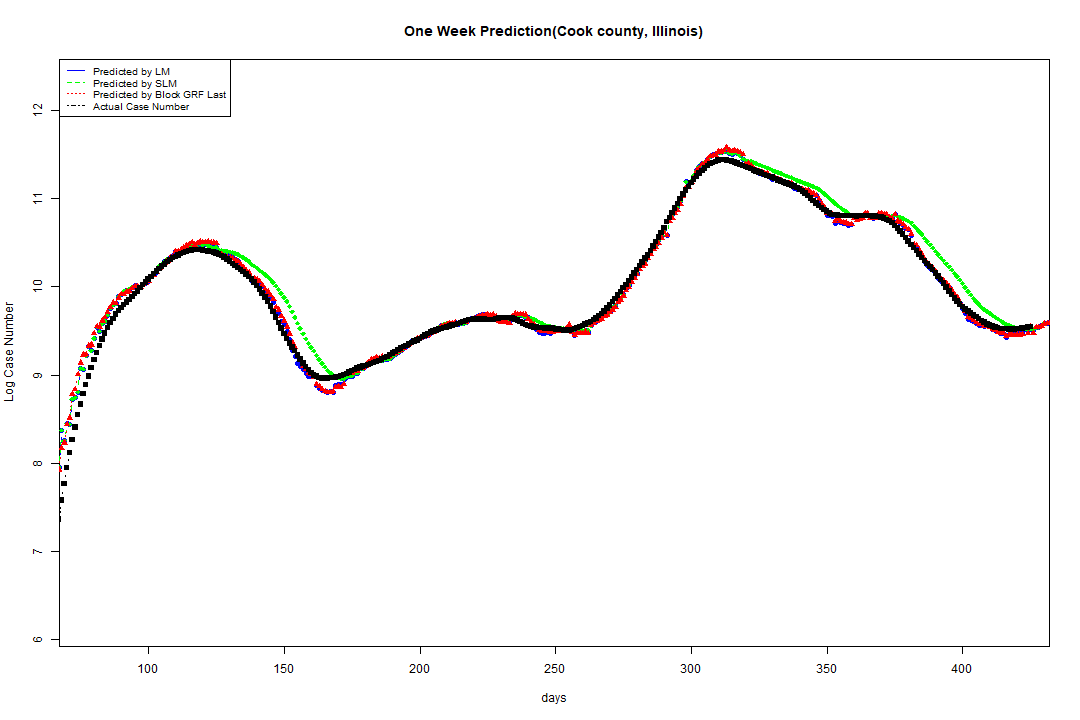 One Week Prediction(Cook county, Illinois)
Predicted by LM
Predicted by SLM
Predicted by Block GRF Last
Actual Case Number
12
11
10
9
8
7
6
Log Case Number
100 150 200 250 300 350 400
days